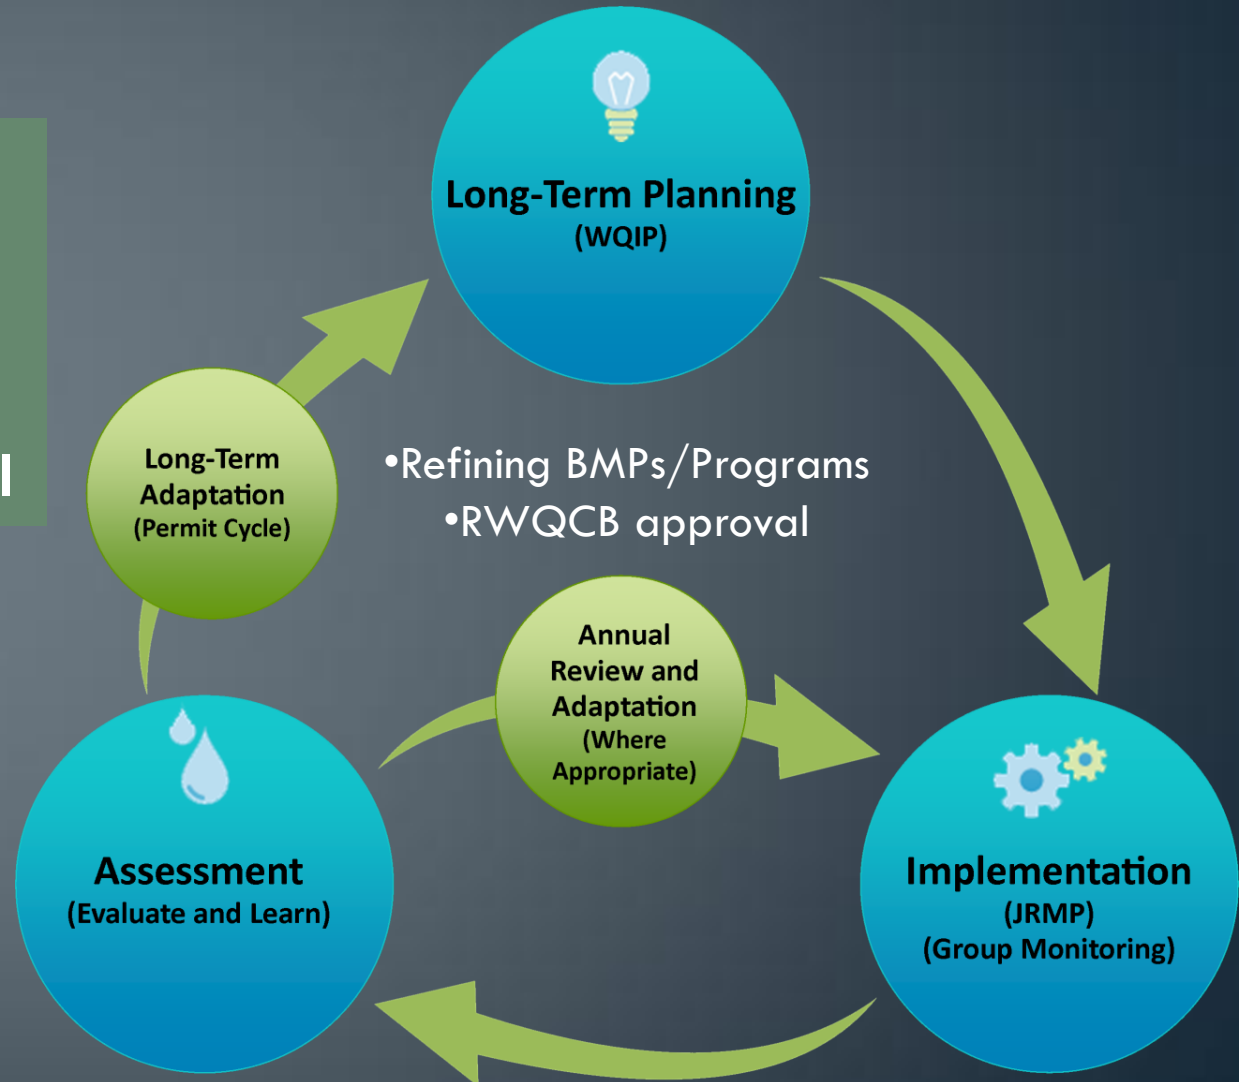 Long-Term Planning
(WQIP)
Long-Term
Adaptation
(Permit Cycle)
•Refining BMPs/Programs
•RWQCB approval
Annual
Review and
Adaptation
(Where
Appropriate)
Assessment
(Evaluate and Learn)
Implementation
(JRMP)
(Group Monitoring)